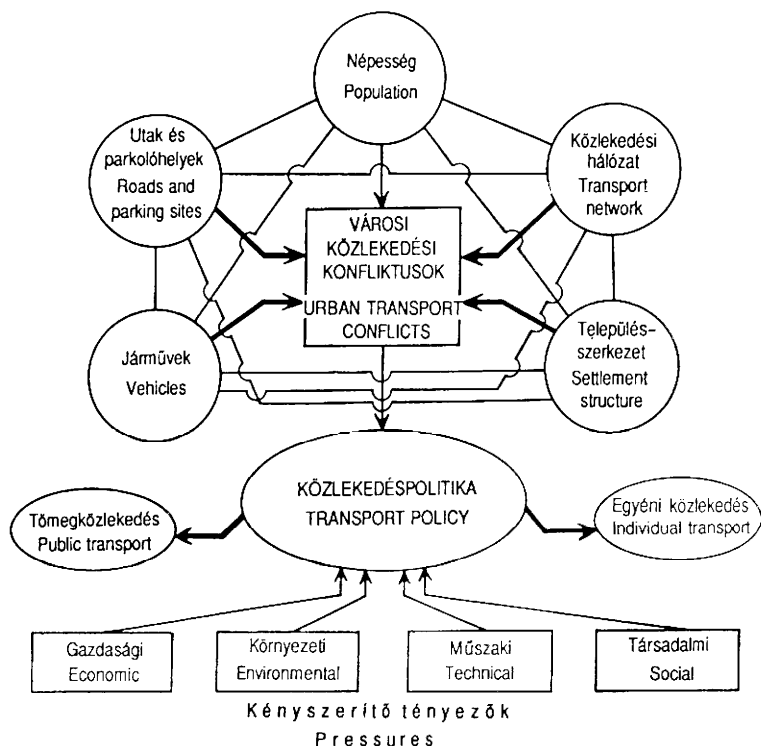 Népesség
Population
Utak és
parkolóhelyek
Roads and
parking sites
Közlekedési
hálózat
Transport
network
VÁROSI
KÖZLEKEDÉSI
KONFLIKTUSOK
URBAN TRANSPORT
CONFLICTS
Járművek
Vehicles
Település-
szerkezet
Settlement
structure
KÖZLEKEDÉSPOLITIKA
TRANSPORT POLICY
Tömegközlekedés
Public transport
Egyéni közlekedés
Individual transport
Gazdasági
Economic
Környezeti
Environmental
Műszaki
Technical
Társadalmi
Social
Kényszerítő tényezők
Pressures